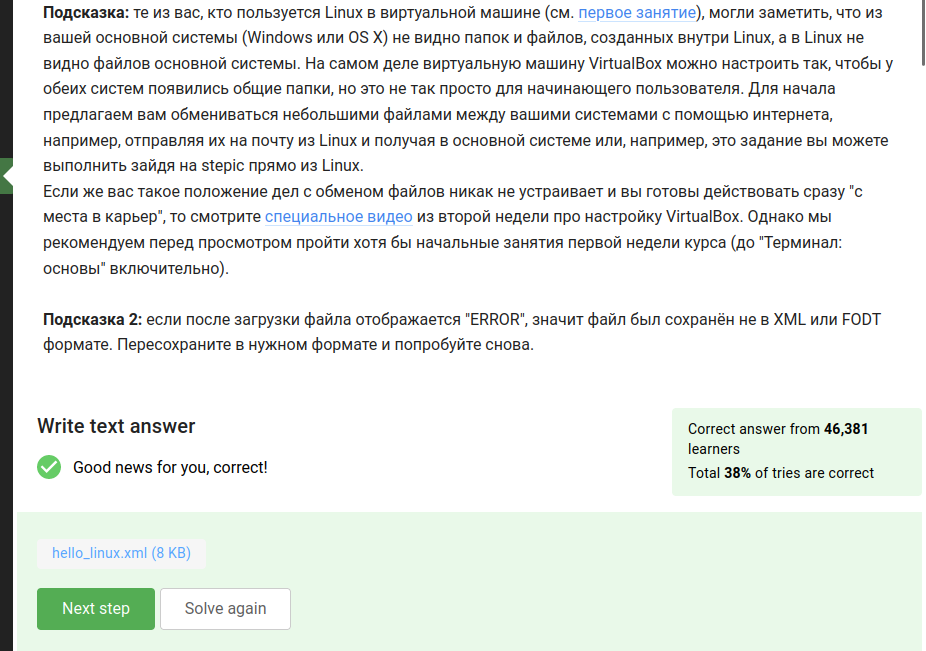 Подсказка: те из вас, кто пользуется Linux в виртуальной машине (см. первое занятие), могли заметить, что из
вашей основной системы (Windows или OS X) не видно папок и файлов, созданных внутри Linux, а в Linux не
видно файлов основной системы. На самом деле виртуальную машину VirtualBox можно настроить так, чтобы у
обеих систем появились общие папки, но это не так просто для начинающего пользователя. Для начала
предлагаем вам обмениваться небольшими файлами между вашими системами с помощью интернета,
например, отправляя их на почту из Linux и получая в основной системе или, например, это задание вы можете
выполнить зайдя на stepic прямо из Linux.
Если же вас такое положение дел с обменом файлов никак не устраивает и вы готовы действовать сразу "с
места в карьер", то смотрите специальное видео из второй недели про настройку VirtualBox. Однако мы
рекомендуем перед просмотром пройти хотя бы начальные занятия первой недели курса (до "Терминал:
основы" включительно).
Подсказка 2: если после загрузки файла отображается "ERROR", значит файл был сохранён не в XML или FODT
формате. Пересохраните в нужном формате и попробуйте снова.
Write text answer
Good news for you, correct!
Correct answer from 46,381
learners
Total 38% of tries are correct
hello_linux.xml (8 KB)
Next step
Solve again